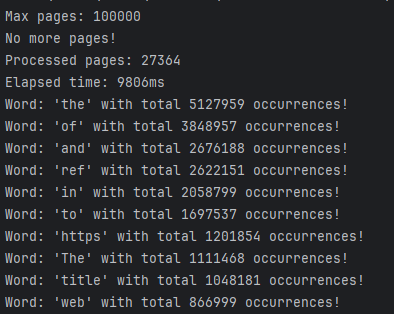 Max pages: 100000
No more pages!
Processed pages: 27364
Elapsed time: 9806ms
Word: 'the' with total 5127959 occurrences!
Word: 'of' with total 3848957 occurrences!
Word: 'and' with total 2676188 occurrences!
Word: 'ref' with total 2622151 occurrences!
Word: 'in' with total 2058799 occurrences!
Word: 'to' with total 1697537 occurrences!
Word: 'https' with total 1201854 occurrences!
Word: 'The' with total 1111468 occurrences!
Word: 'title' with total 1048181 occurrences!
Word: 'web' with total 866999 occurrences!